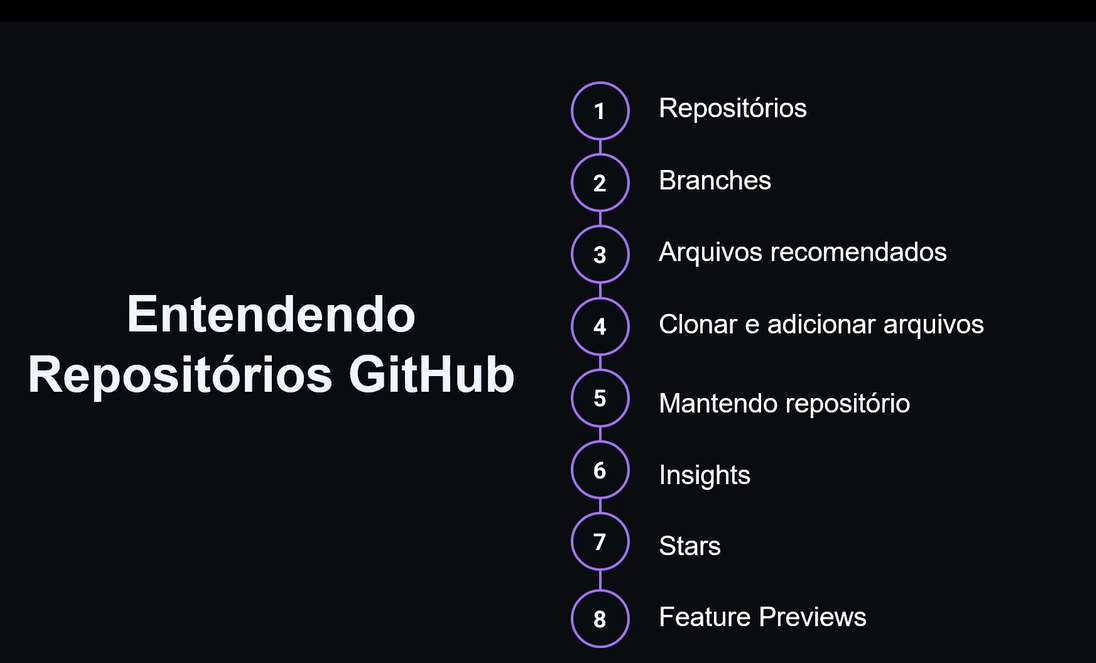 Entendendo
Repositórios GitHub
1 Repositórios
2 Branches
3 Arquivos recomendados
4 Clonar e adicionar arquivos
5 Mantendo repositório
6 Insights
7 Stars
8 Feature Previews